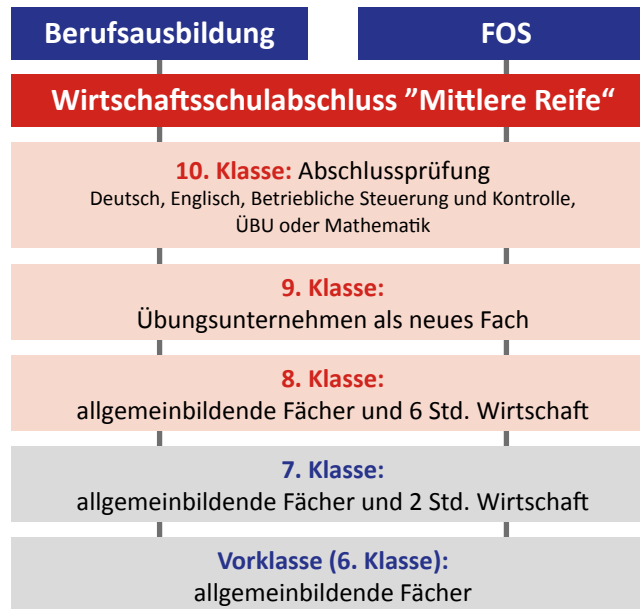 Berufsausbildung
FOS
Wirtschaftsschulabschluss ”Mittlere Reife“
10. Klasse: Abschlussprüfung
Deutsch, Englisch, Betriebliche Steuerung und Kontrolle,
ÜBU oder Mathematik
9. Klasse:
Übungsunternehmen als neues Fach
8. Klasse:
allgemeinbildende Fächer und 6 Std. Wirtschaft
7. Klasse:
allgemeinbildende Fächer und 2 Std. Wirtschaft
Vorklasse (6. Klasse):
allgemeinbildende Fächer